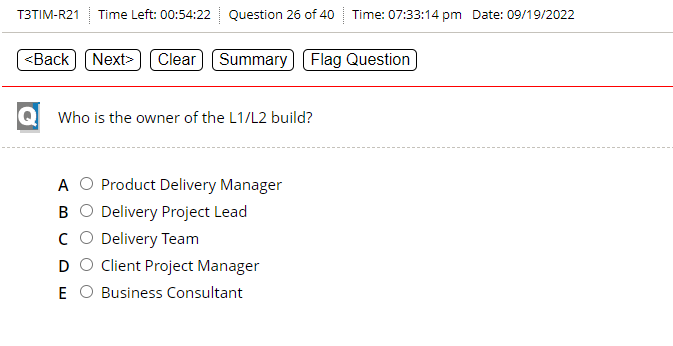 T3TIM-R21 Time Left: 00:54:22 Question 26 of 40 Time: 07:33:14 pm Date: 09/19/2022
<Back Next> Clear Summary Flag Question
Q Who is the owner of the L1/L2 build?
A Product Delivery Manager
B Delivery Project Lead
C Delivery Team
D Client Project Manager
E Business Consultant